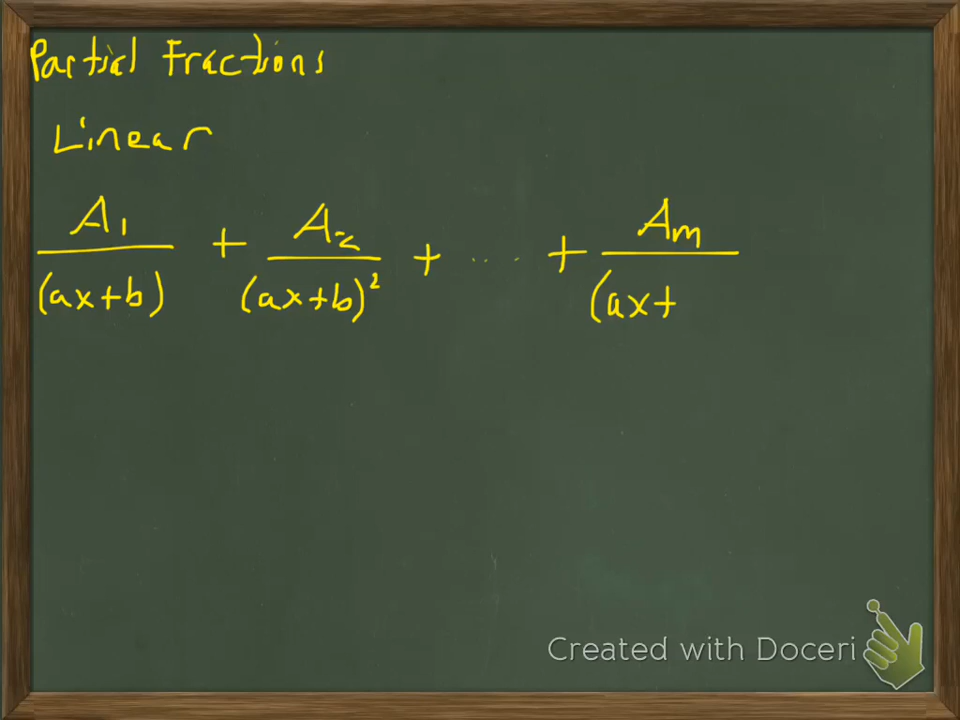 Partial Fractions
Linear
A₁/(ax+b) + A₂/(ax+b)² + .... + Aₘ/(ax+
Created with Doceri